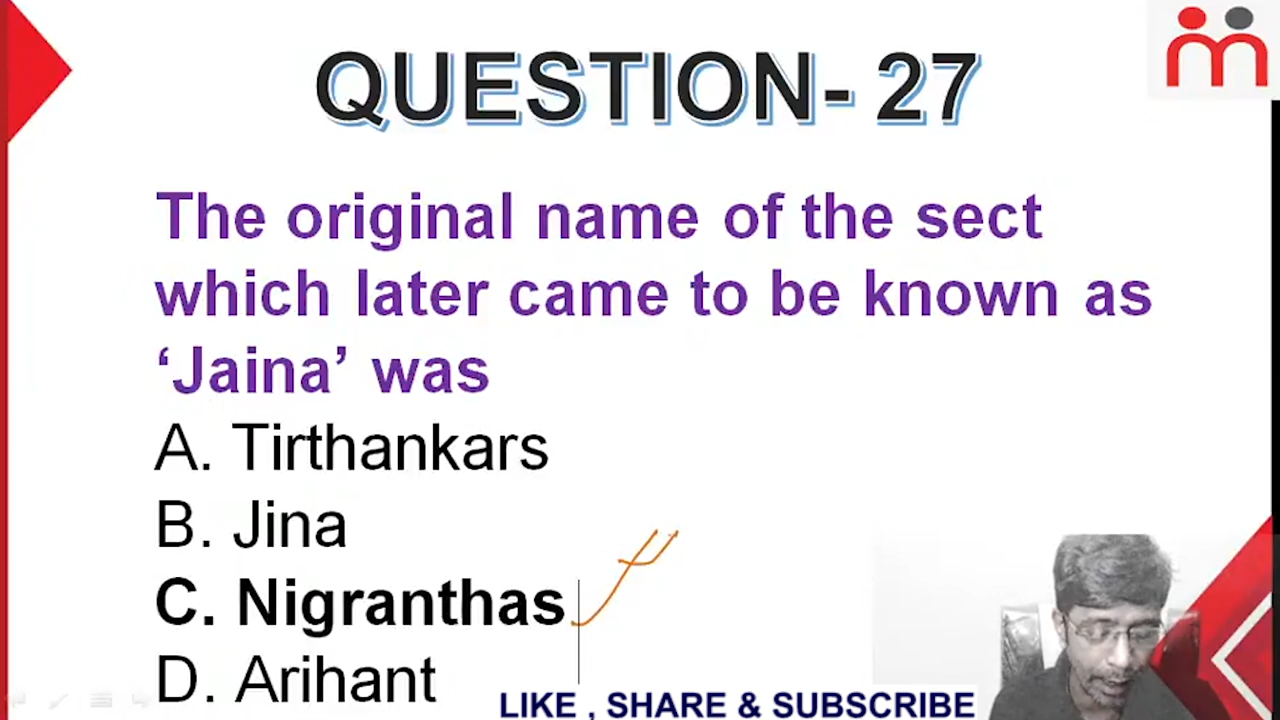 QUESTION- 27
The original name of the sect
which later came to be known as
‘Jaina’ was
A. Tirthankars
B. Jina
C. Nigranthas
D. Arihant
LIKE , SHARE & SUBSCRIBE